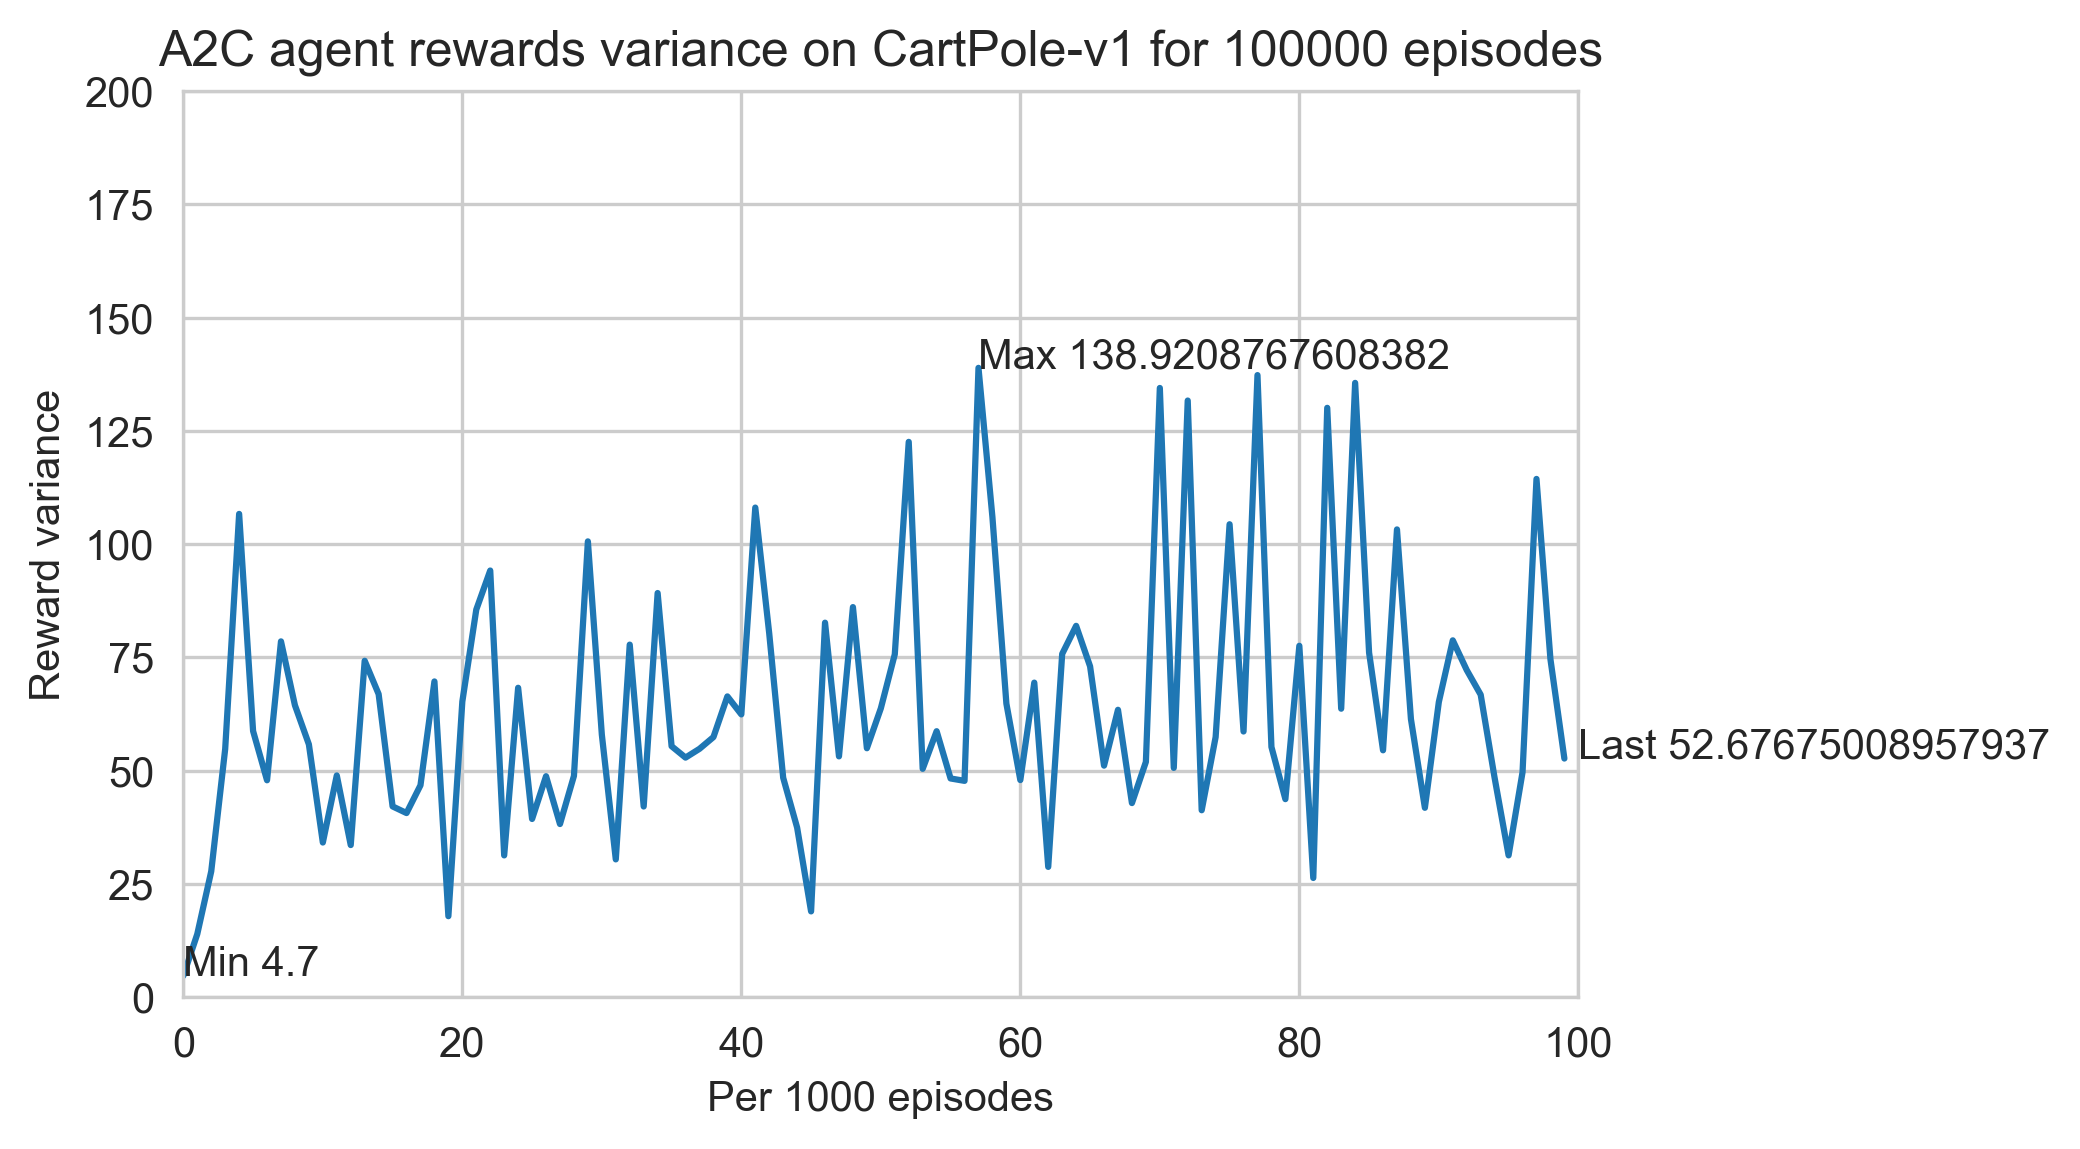 A2C agent rewards variance on CartPole-v1 for 100000 episodes
200
175
150
125
100
75
50
25
0
Reward variance
Max 138.9208767608382
Last 52.67675008957937
Min 4.7
0 20 40 60 80 100
Per 1000 episodes